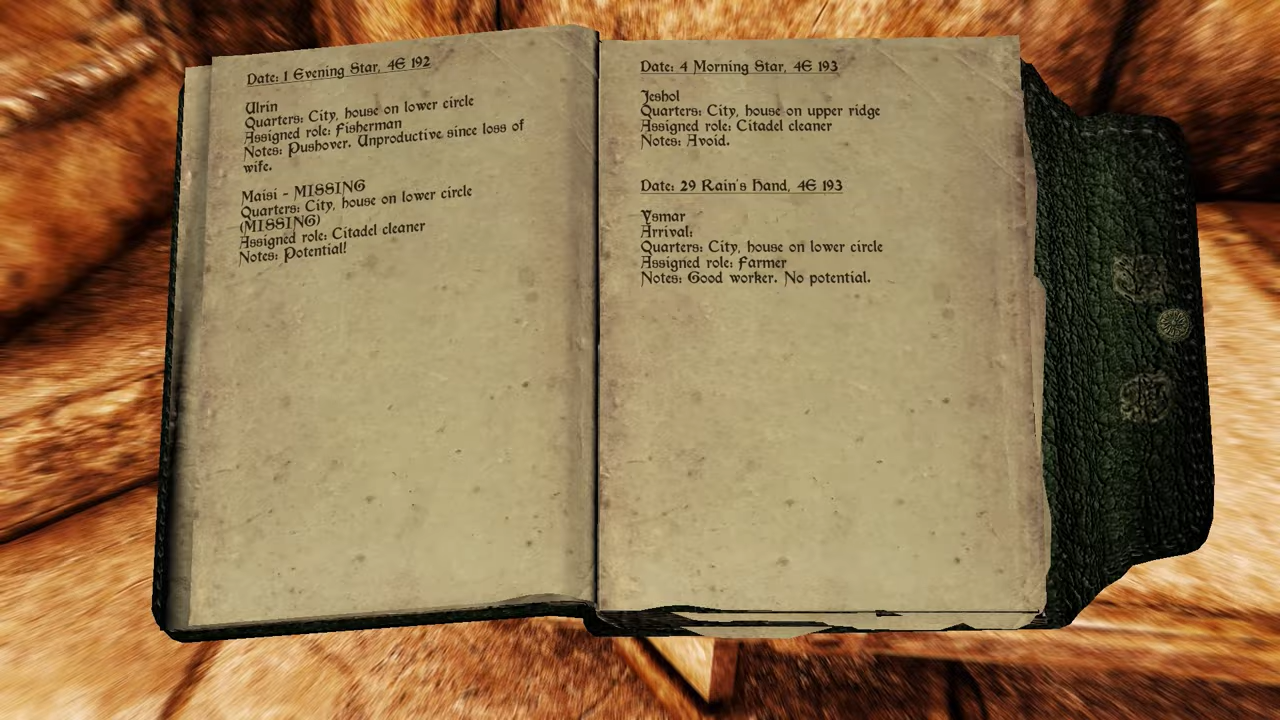 Date: 1 Evening Star, 4E 192
Ulrin
Quarters: City, house on lower circle
Assigned role: Fisherman
Notes: Pushover. Unproductive since loss of
wife.
Maisi - MISSING
Quarters: City, house on lower circle
(MISSING)
Assigned role: Citadel cleaner
Notes: Potential!
Date: 4 Morning Star, 4E 193
Jeshol
Quarters: City, house on upper ridge
Assigned role: Citadel cleaner
Notes: Avoid.
Date: 29 Rain's Hand, 4E 193
Ysmar
Arrival:
Quarters: City, house on lower circle
Assigned role: Farmer
Notes: Good worker. No potential.